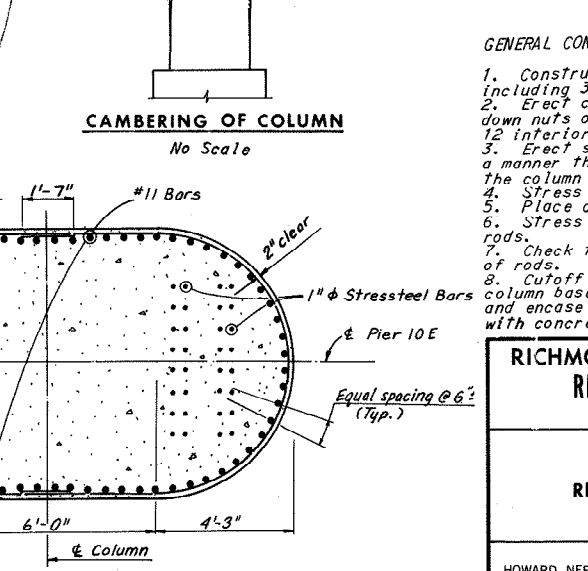 CAMBERING OF COLUMN
No Scale
1'-7"
#11 Bars
2" clear
1" ϕ Stressteel Bars
℄ Pier 10E
Equal spacing @ 6"±
(Typ.)
6'-0"
4'-3"
℄ Column
GENERAL CON
1. Constru
including 3
2. Erect c
down nuts o
12 interior
3. Erect s
a manner th
the column
4. Stress
5. Place c
6. Stress
rods.
7. Check
of rods.
8. Cutoff
column bas
and encase
with concr
RICHMO
RI
RI
HOWARD, NEE